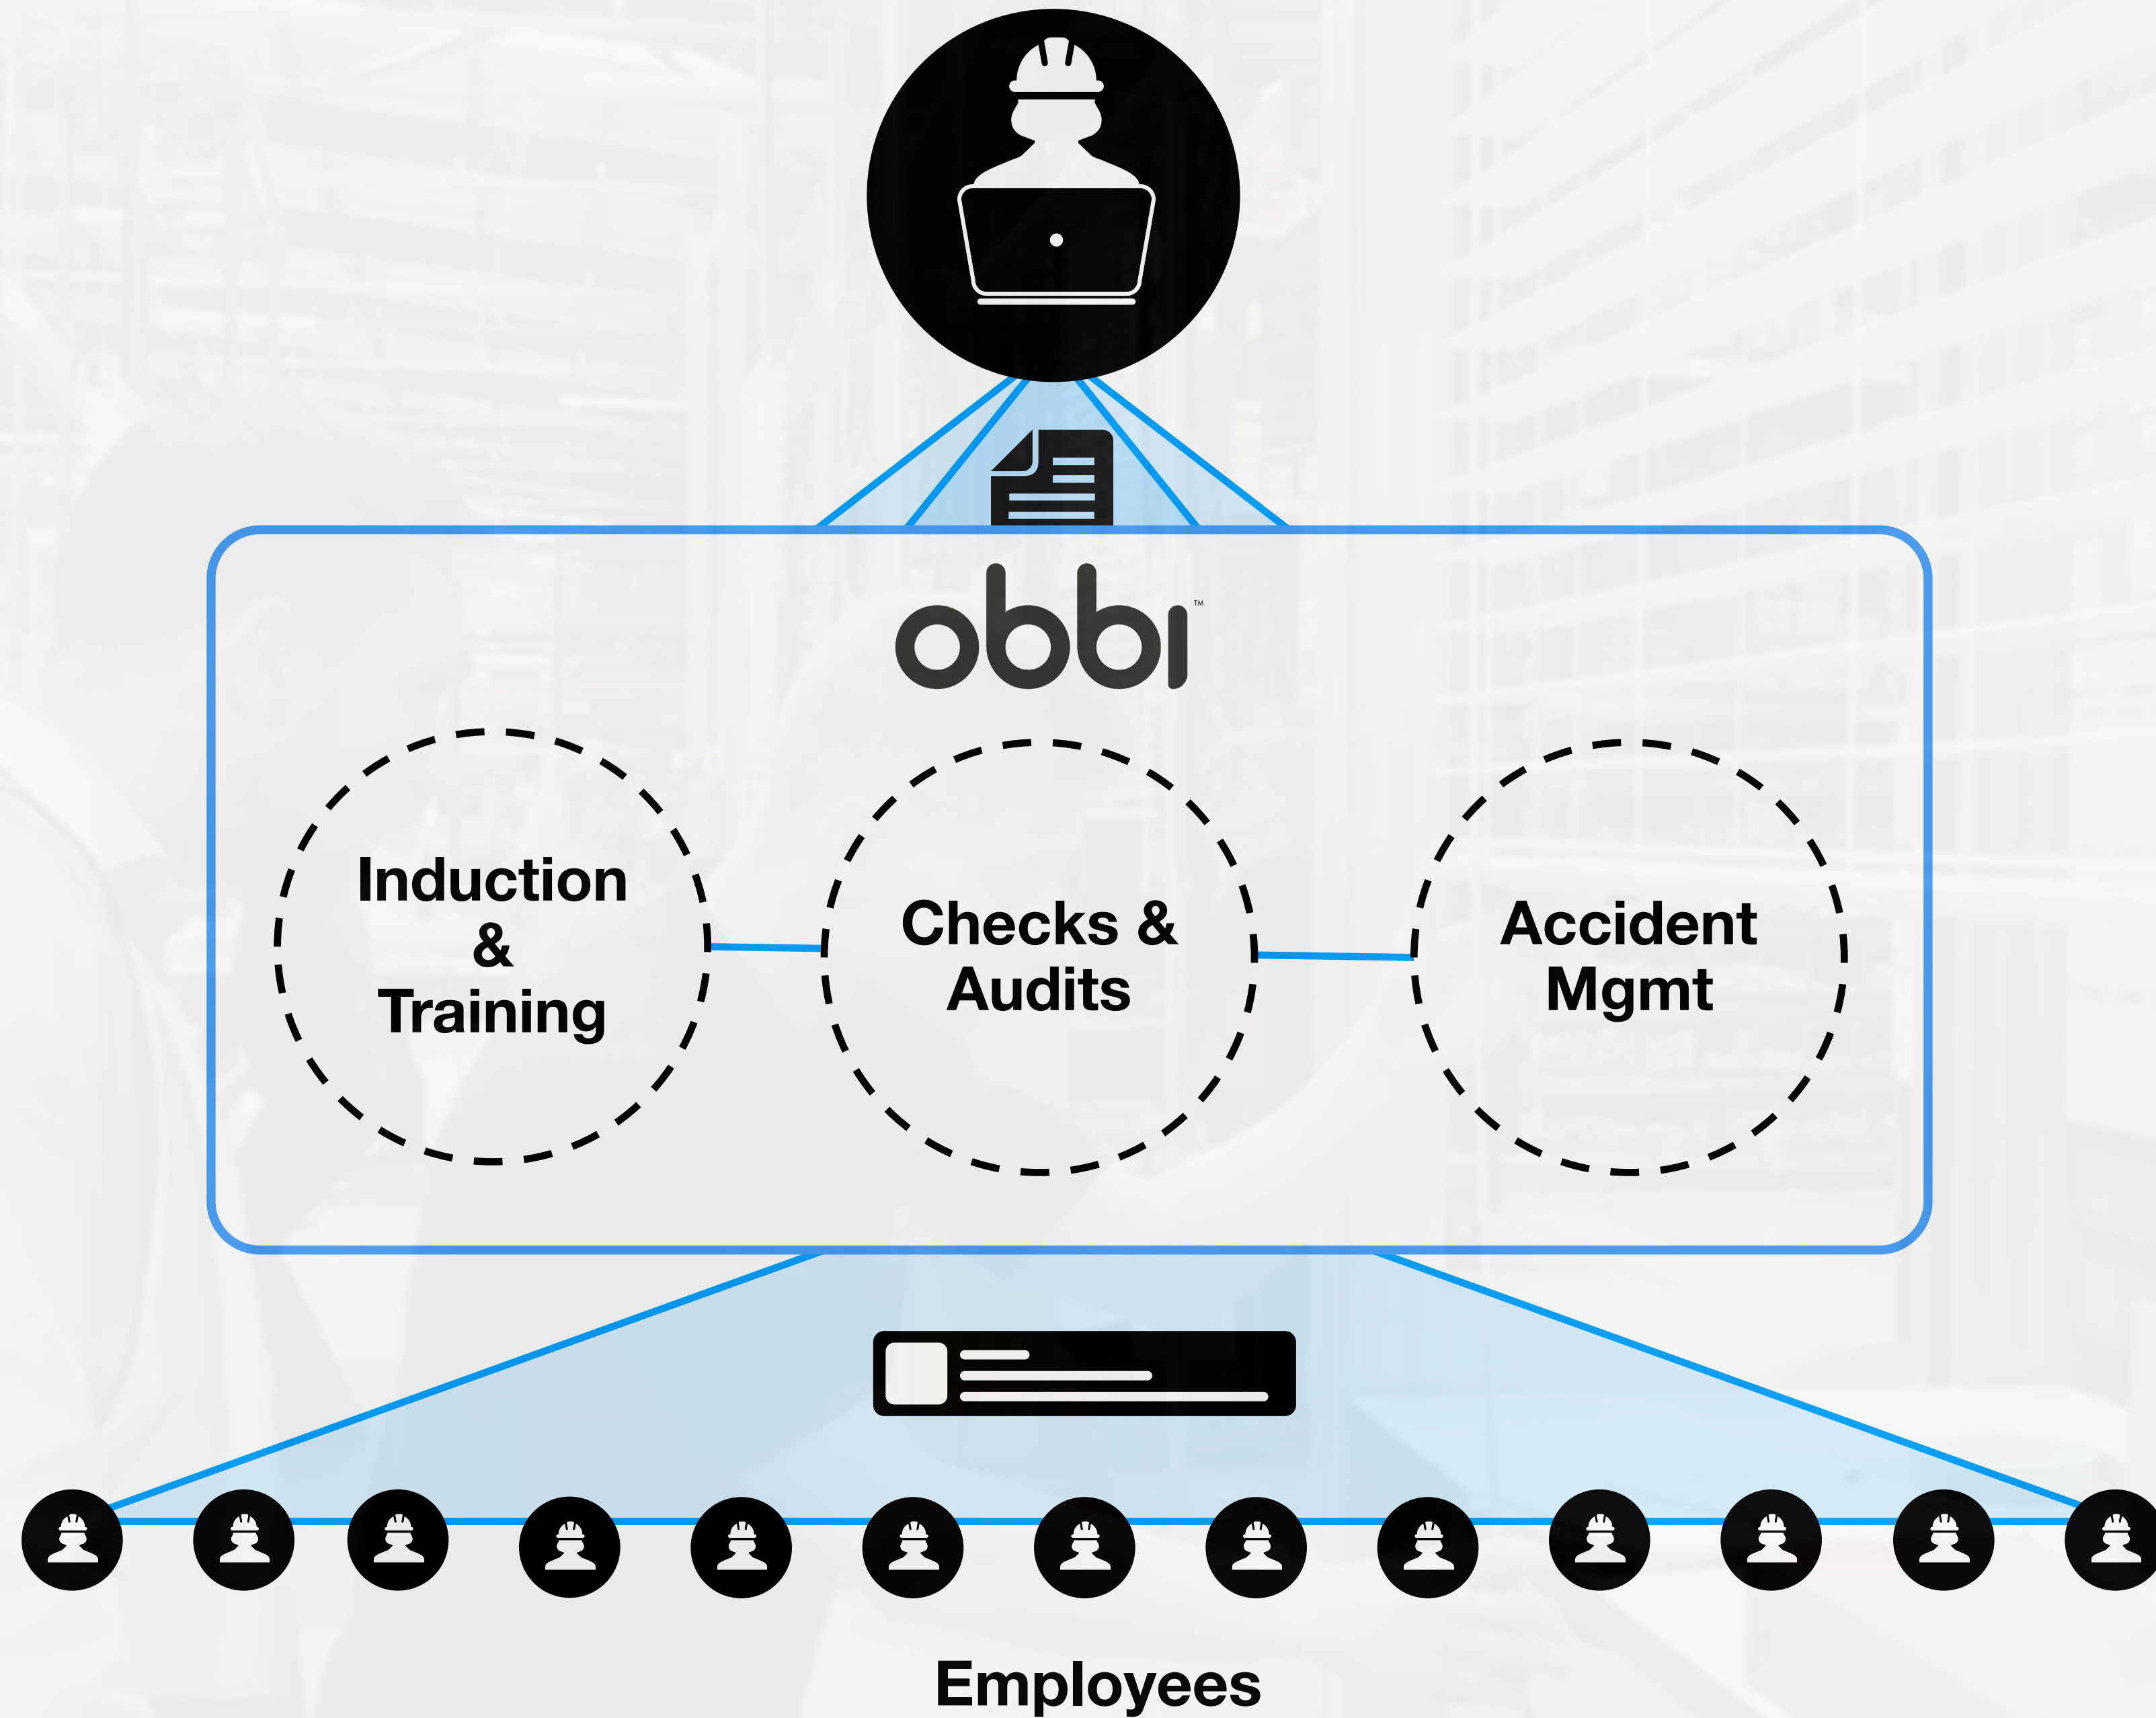 obbi™
Induction
&
Training
Checks &
Audits
Accident
Mgmt
Employees